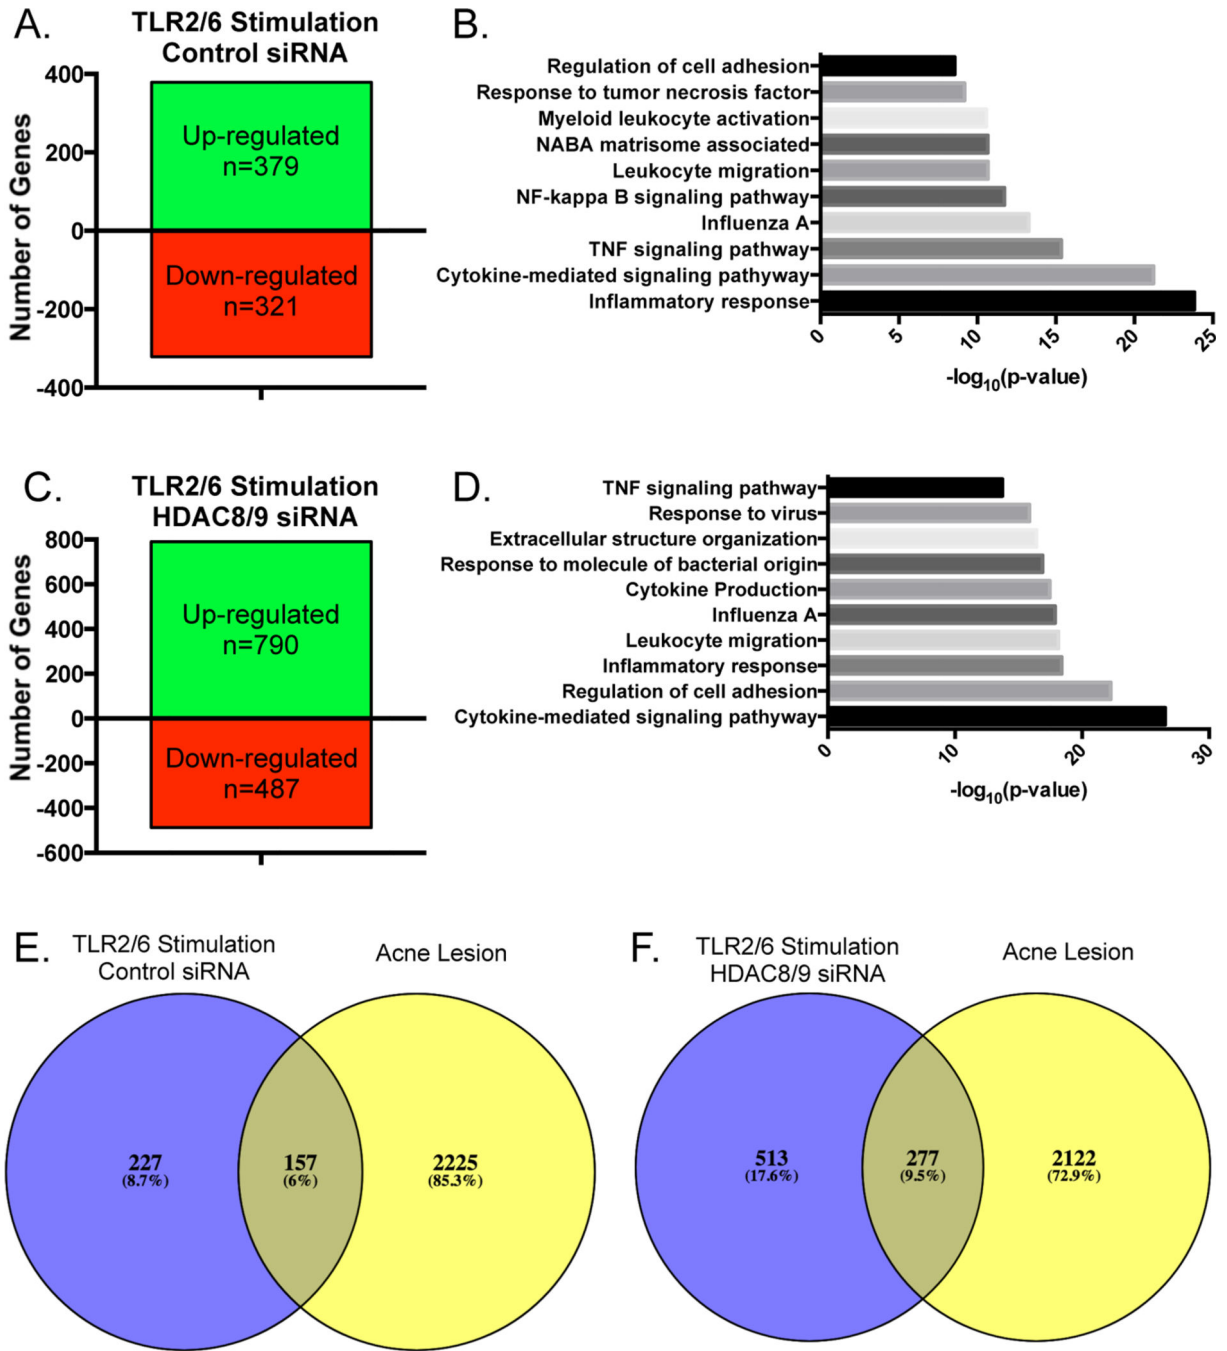 A.
TLR2/6 Stimulation
Control siRNA
Number of Genes
400
200
0
-200
-400
Up-regulated
n=379
Down-regulated
n=321
B.
Regulation of cell adhesion
Response to tumor necrosis factor
Myeloid leukocyte activation
NABA matrisome associated
Leukocyte migration
NF-kappa B signaling pathway
Influenza A
TNF signaling pathway
Cytokine-mediated signaling pathyway
Inflammatory response
0 5 10 15 20 25
-log10(p-value)
C.
TLR2/6 Stimulation
HDAC8/9 siRNA
Number of Genes
800
600
400
200
0
-200
-400
-600
Up-regulated
n=790
Down-regulated
n=487
D.
TNF signaling pathway
Response to virus
Extracellular structure organization
Response to molecule of bacterial origin
Cytokine Production
Influenza A
Leukocyte migration
Inflammatory response
Regulation of cell adhesion
Cytokine-mediated signaling pathyway
0 10 20 30
-log10(p-value)
E.
TLR2/6 Stimulation
Control siRNA
Acne Lesion
227
(8.7%)
157
(6%)
2225
(85.3%)
F.
TLR2/6 Stimulation
HDAC8/9 siRNA
Acne Lesion
513
(17.6%)
277
(9.5%)
2122
(72.9%)